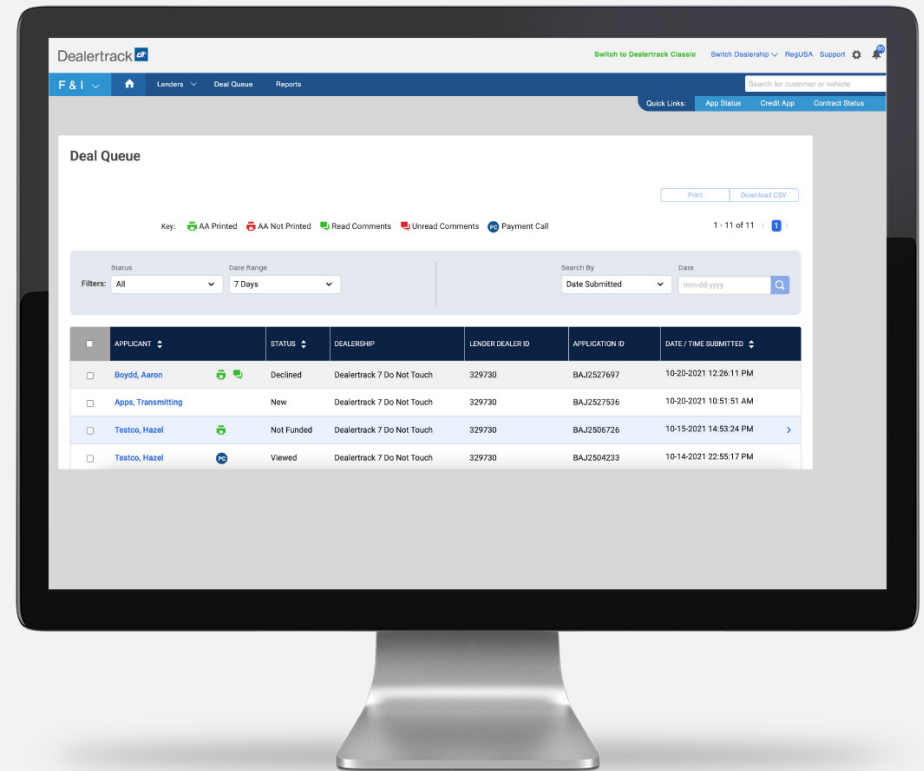 Dealertrack dt
Switch to Dealertrack Classic Switch Dealership RegUSA Support
F & I Lenders Deal Queue Reports Search for customer or vehicle
Quick Links: App Status Credit App Contract Status
Deal Queue
Print Download CSV
Key: AA Printed AA Not Printed Read Comments Unread Comments PC Payment Call 1 - 11 of 11 < 1 >
Status Date Range Search By Date
Filters: All 7 Days Date Submitted mm-dd-yyyy
APPLICANT STATUS DEALERSHIP LENDER DEALER ID APPLICATION ID DATE / TIME SUBMITTED
Boydd, Aaron Declined Dealertrack 7 Do Not Touch 329730 BAJ2527697 10-20-2021 12:26:11 PM
Apps, Transmitting New Dealertrack 7 Do Not Touch 329730 BAJ2527536 10-20-2021 10:51:51 AM
Testco, Hazel Not Funded Dealertrack 7 Do Not Touch 329730 BAJ2506726 10-15-2021 14:53:24 PM >
Testco, Hazel PC Viewed Dealertrack 7 Do Not Touch 329730 BAJ2504233 10-14-2021 22:55:17 PM